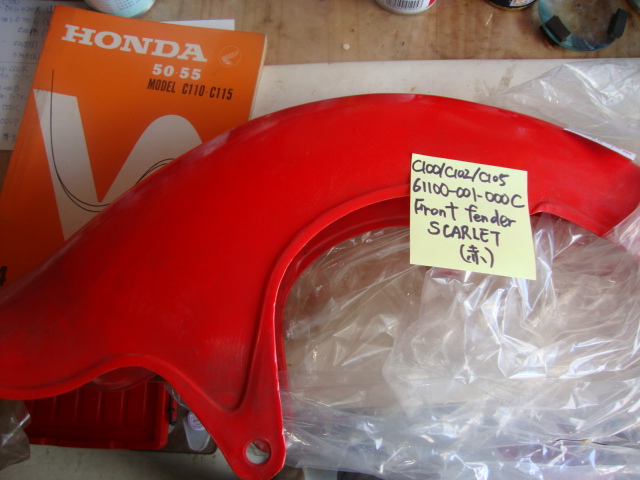 HONDA
50·55
MODEL C110·C115
C100/C102/C105
61100-001-000C
Front fender
SCARLET
(赤)